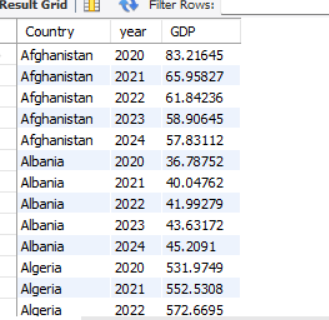 Result Grid Filter Rows:
Country year GDP
Afghanistan 2020 83.21645
Afghanistan 2021 65.95827
Afghanistan 2022 61.84236
Afghanistan 2023 58.90645
Afghanistan 2024 57.83112
Albania 2020 36.78752
Albania 2021 40.04762
Albania 2022 41.99279
Albania 2023 43.63172
Albania 2024 45.2091
Algeria 2020 531.9749
Algeria 2021 552.5308
Algeria 2022 572.6695